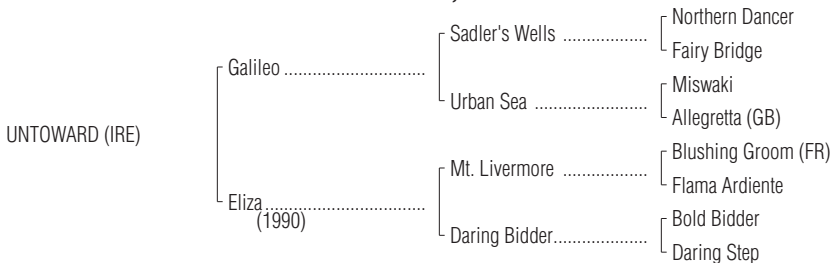 Northern Dancer
Sadler's Wells ..................
Fairy Bridge
Galileo ..............................
Miswaki
Urban Sea ........................
Allegretta (GB)
UNTOWARD (IRE)
Blushing Groom (FR)
Mt. Livermore ..................
Flama Ardiente
Eliza ..................................
(1990)
Bold Bidder
Daring Bidder....................
Daring Step